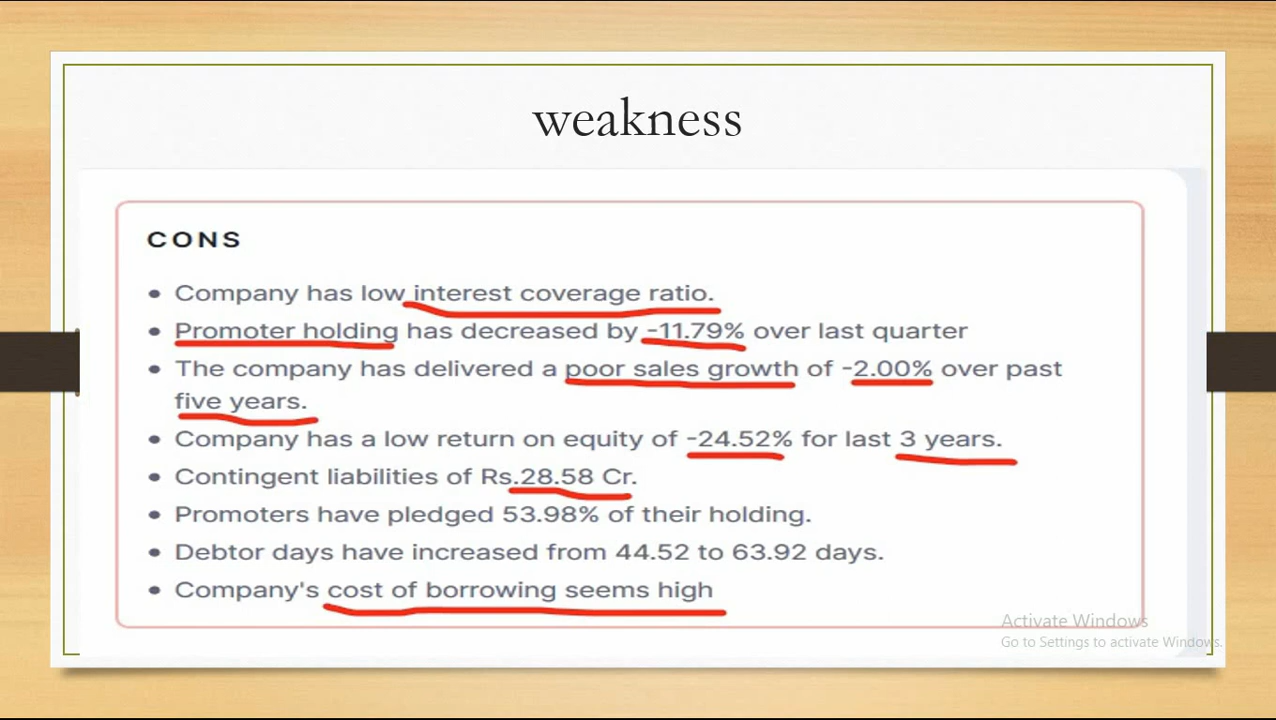 weakness
CONS
• Company has low interest coverage ratio.
• Promoter holding has decreased by -11.79% over last quarter
• The company has delivered a poor sales growth of -2.00% over past
five years.
• Company has a low return on equity of -24.52% for last 3 years.
• Contingent liabilities of Rs.28.58 Cr.
• Promoters have pledged 53.98% of their holding.
• Debtor days have increased from 44.52 to 63.92 days.
• Company's cost of borrowing seems high
Activate Windows
Go to Settings to activate Windows.